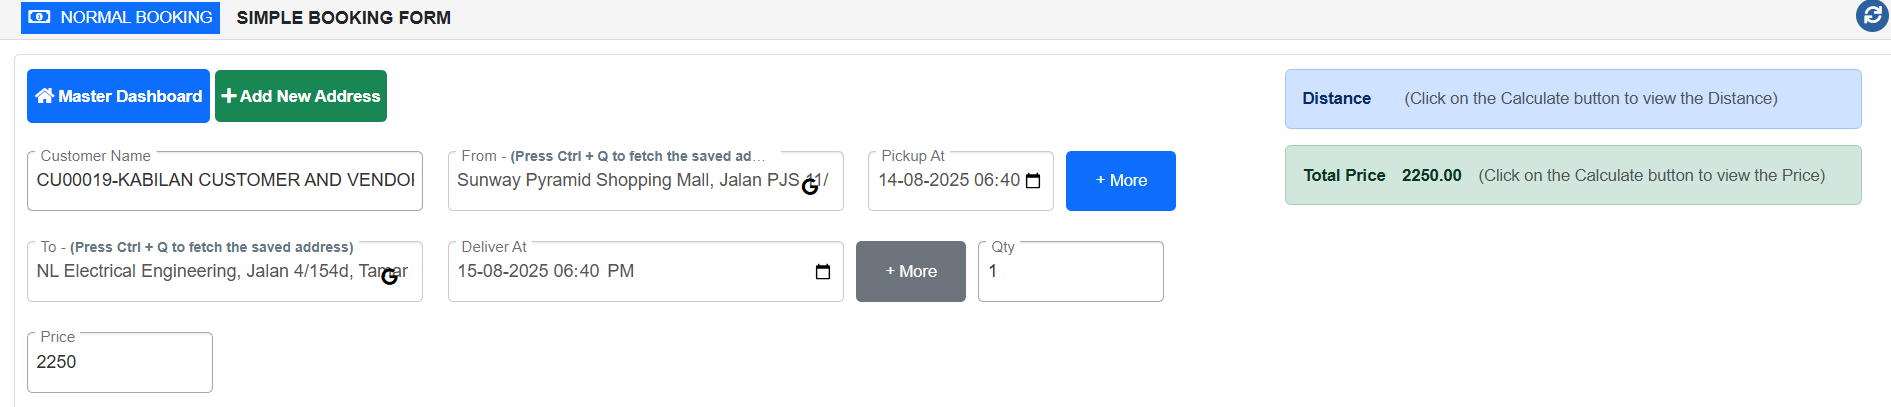 NORMAL BOOKING SIMPLE BOOKING FORM
Master Dashboard Add New Address
Distance (Click on the Calculate button to view the Distance)
Customer Name
CU00019-KABILAN CUSTOMER AND VENDOR
From - (Press Ctrl + Q to fetch the saved ad...
Sunway Pyramid Shopping Mall, Jalan PJS 11/
Pickup At
14-08-2025 06:40
+ More
Total Price 2250.00 (Click on the Calculate button to view the Price)
To - (Press Ctrl + Q to fetch the saved address)
NL Electrical Engineering, Jalan 4/154d, Taman
Deliver At
15-08-2025 06:40 PM
+ More
Qty
1
Price
2250